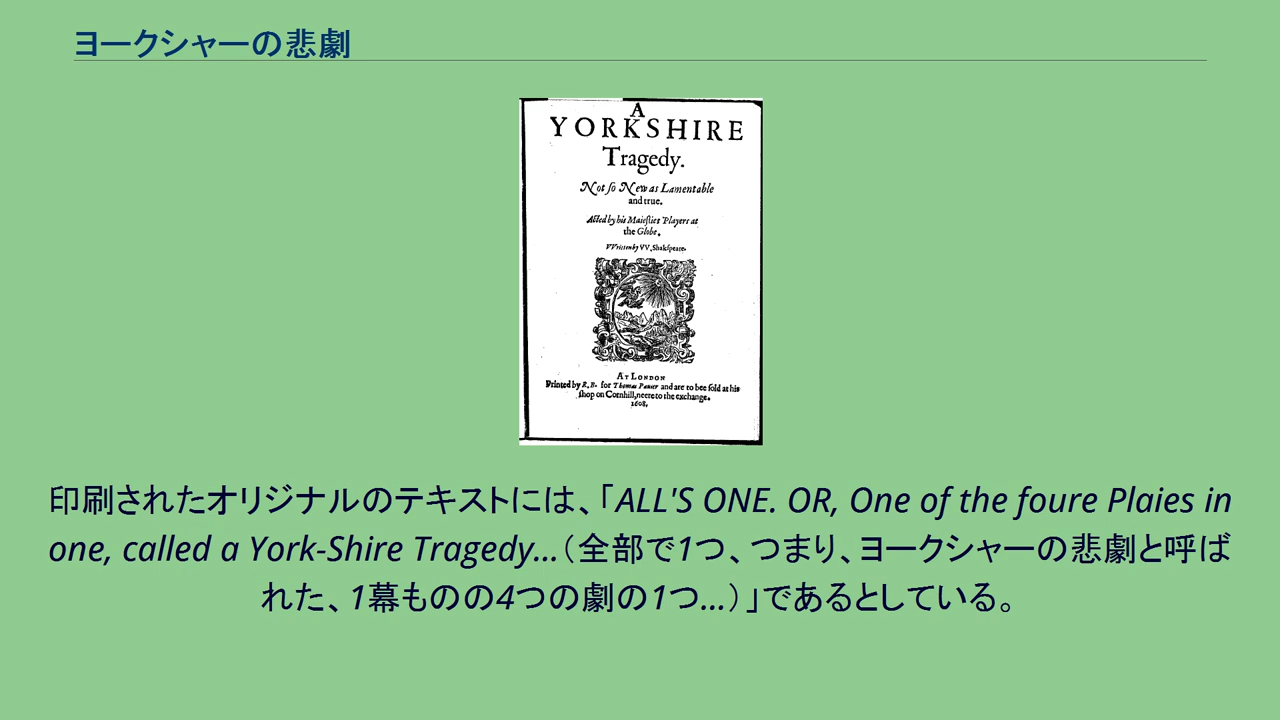 ヨークシャーの悲劇
A
YORKSHIRE
Tragedy.
Not ſo New as Lamentable
and true.
Acted by his Maieſties Players at
the Globe.
VVritten by VV. Shakſpeare.
AT LONDON
Printed by R. B. for Thomas Pauier and are to bee ſold at his
ſhop on Cornhill, neere to the exchange.
1608.
印刷されたオリジナルのテキストには、「ALL'S ONE. OR, One of the foure Plaies in
one, called a York-Shire Tragedy...（全部で1つ、つまり、ヨークシャーの悲劇と呼ば
れた、1幕ものの4つの劇の1つ...）」であるとしている。